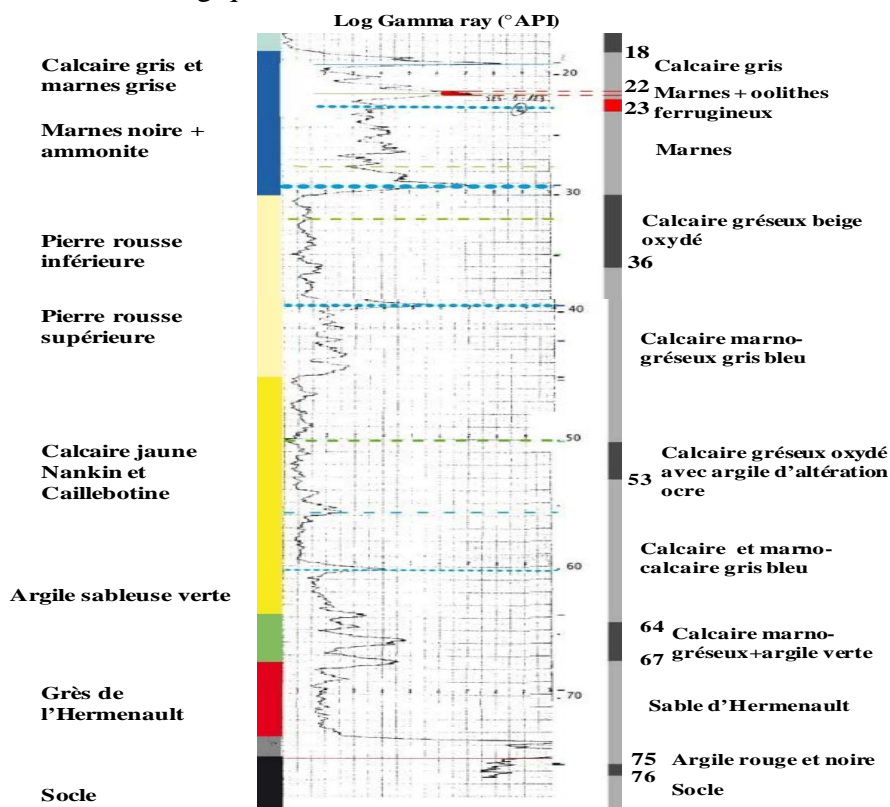 Log Gamma ray (°API)
Calcaire gris et
marnes grise
Marnes noire +
ammonite
Pierre rousse
inférieure
Pierre rousse
supérieure
Calcaire jaune
Nankin et
Caillebotine
Argile sableuse verte
Grès de
l'Hermenault
Socle
20
30
40
50
60
70
18
Calcaire gris
22
Marnes + oolithes
23
ferrugineux
Marnes
Calcaire gréseux beige
oxydé
36
Calcaire marno-
gréseux gris bleu
Calcaire gréseux oxydé
avec argile d'altération
53
ocre
Calcaire et marno-
calcaire gris bleu
64
Calcaire marno-
67
gréseux+argile verte
Sable d'Hermenault
75
Argile rouge et noire
76
Socle